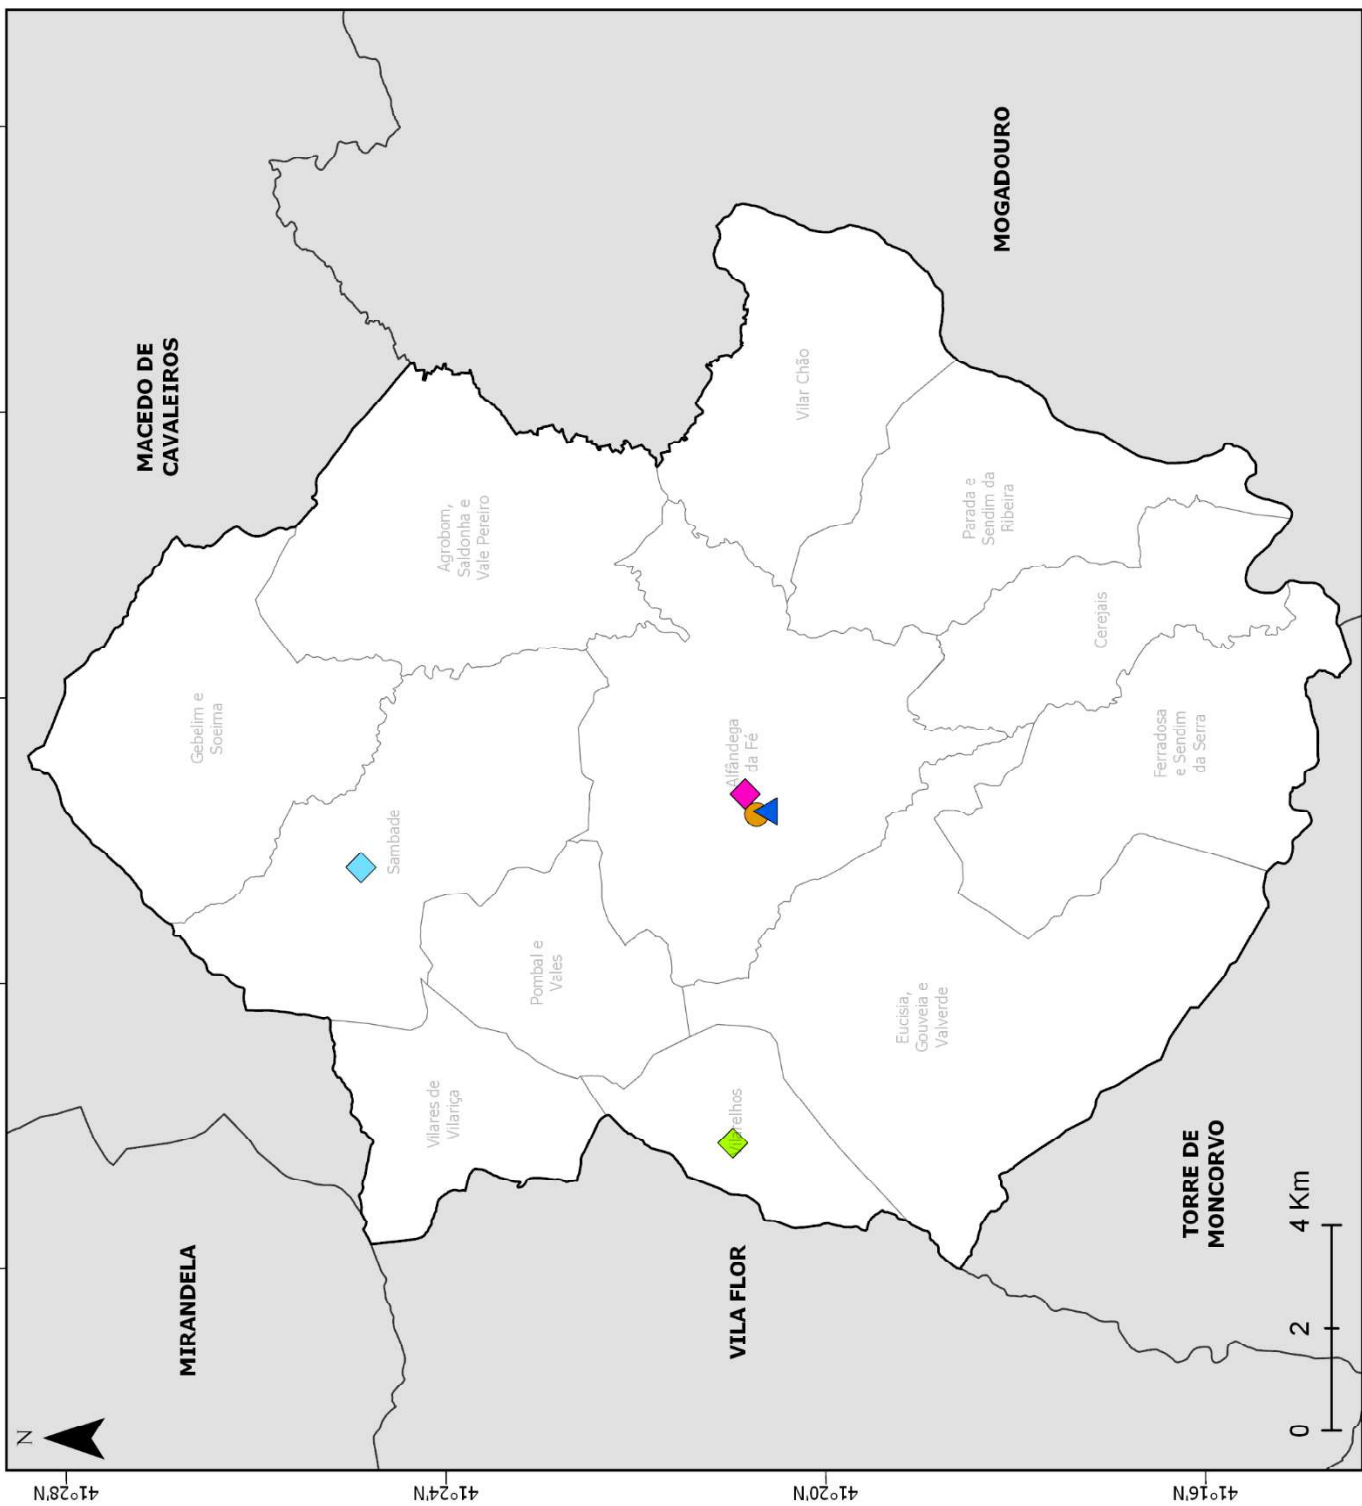 N
41°28'N
MACEDO DE
CAVALEIROS
MIRANDELA
Gebelim e
Soeima
Sambade
Agrobom,
Saldonha e
Vale Pereiro
Vilares de
Vilariça
41°24'N
Pombal e
Vales
Alfândega
da Fé
Vilarelhos
VILA FLOR
Vilar Chão
41°20'N
Eucisia,
Gouveia e
Valverde
Parada e
Sendim da
Ribeira
MOGADOURO
Cerejais
Ferradosa
e Sendim
da Serra
TORRE DE
MONCORVO
41°16'N
0 2 4 Km